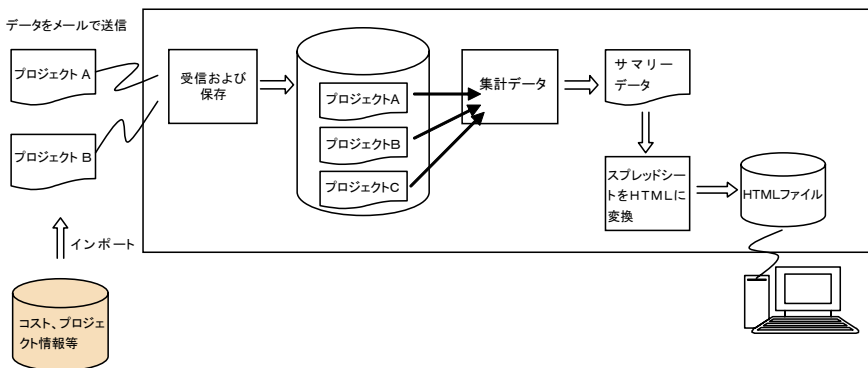 データをメールで送信
プロジェクト A
プロジェクト B
インポート
コスト、プロジェ
クト情報等
受信および
保存
プロジェクトA
プロジェクトB
プロジェクトC
集計データ
サマリー
データ
スプレッドシー
トをHTMLに
変換
HTMLファイル